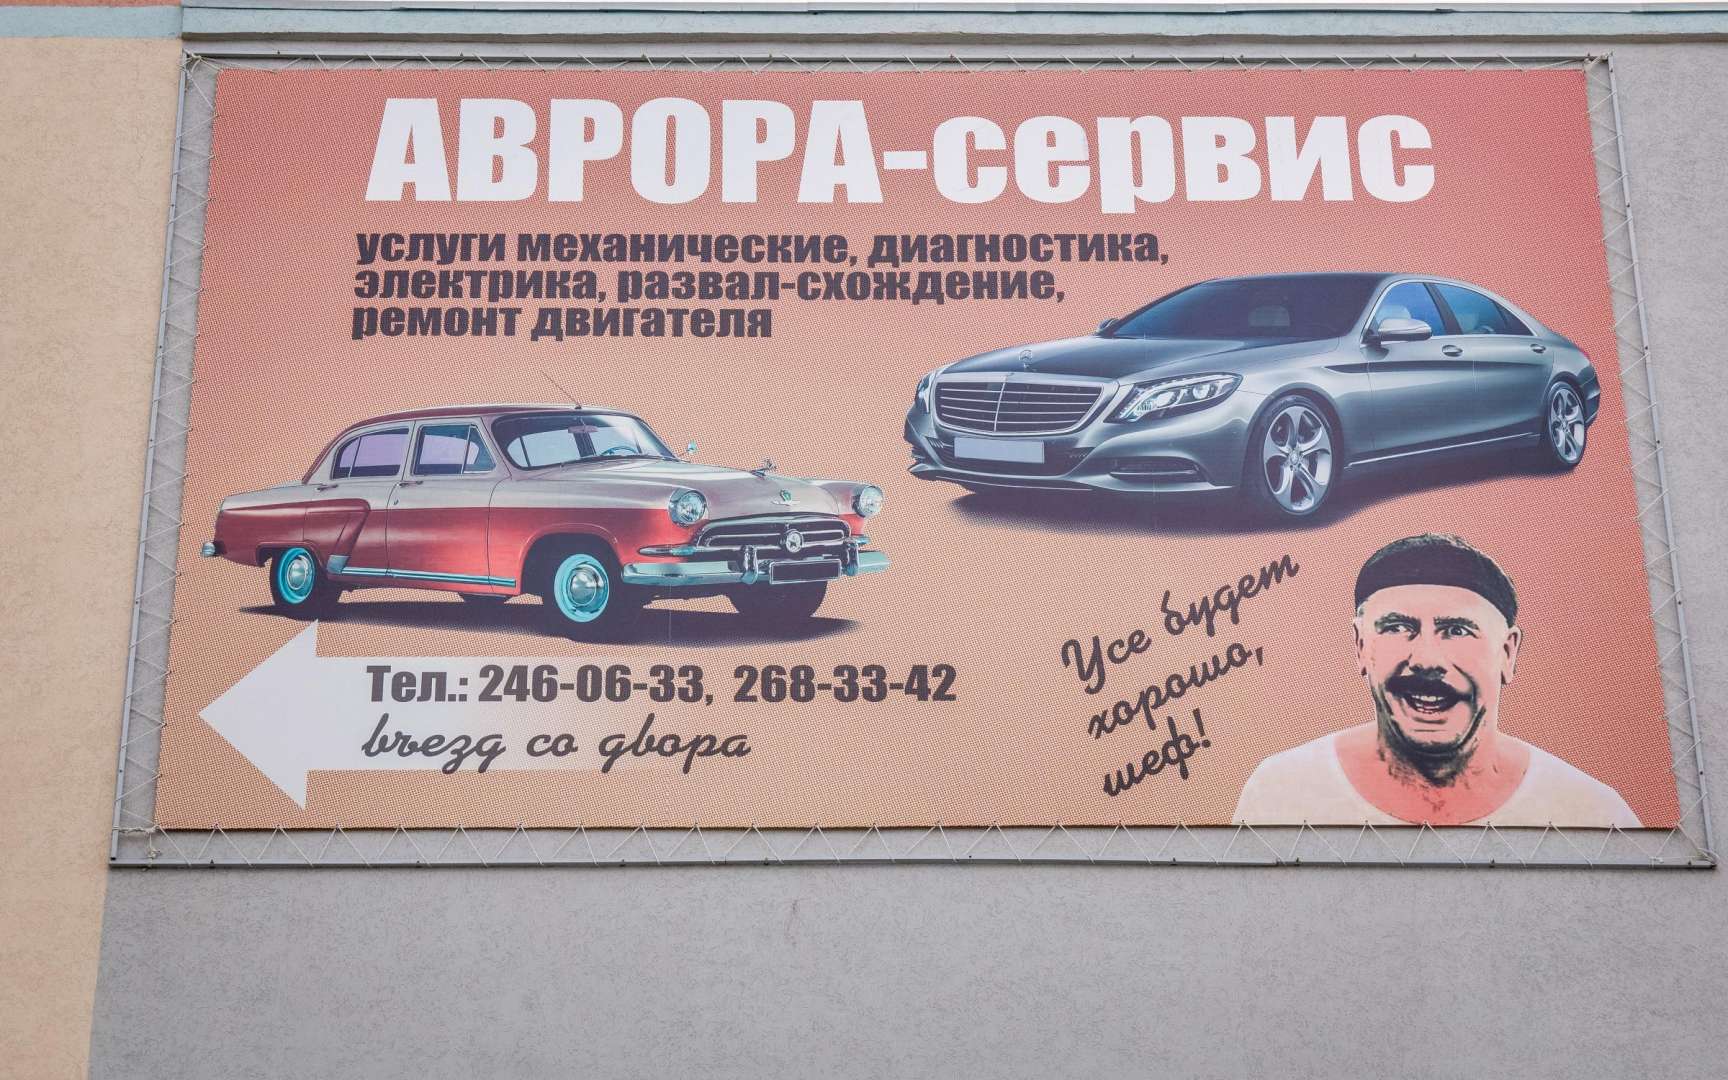 АВРОРА-сервис
услуги механические, диагностика,
электрика, развал-схождение,
ремонт двигателя
Тел.: 246-06-33, 268-33-42
въезд со двора
Усе будет
хорошо,
шеф!